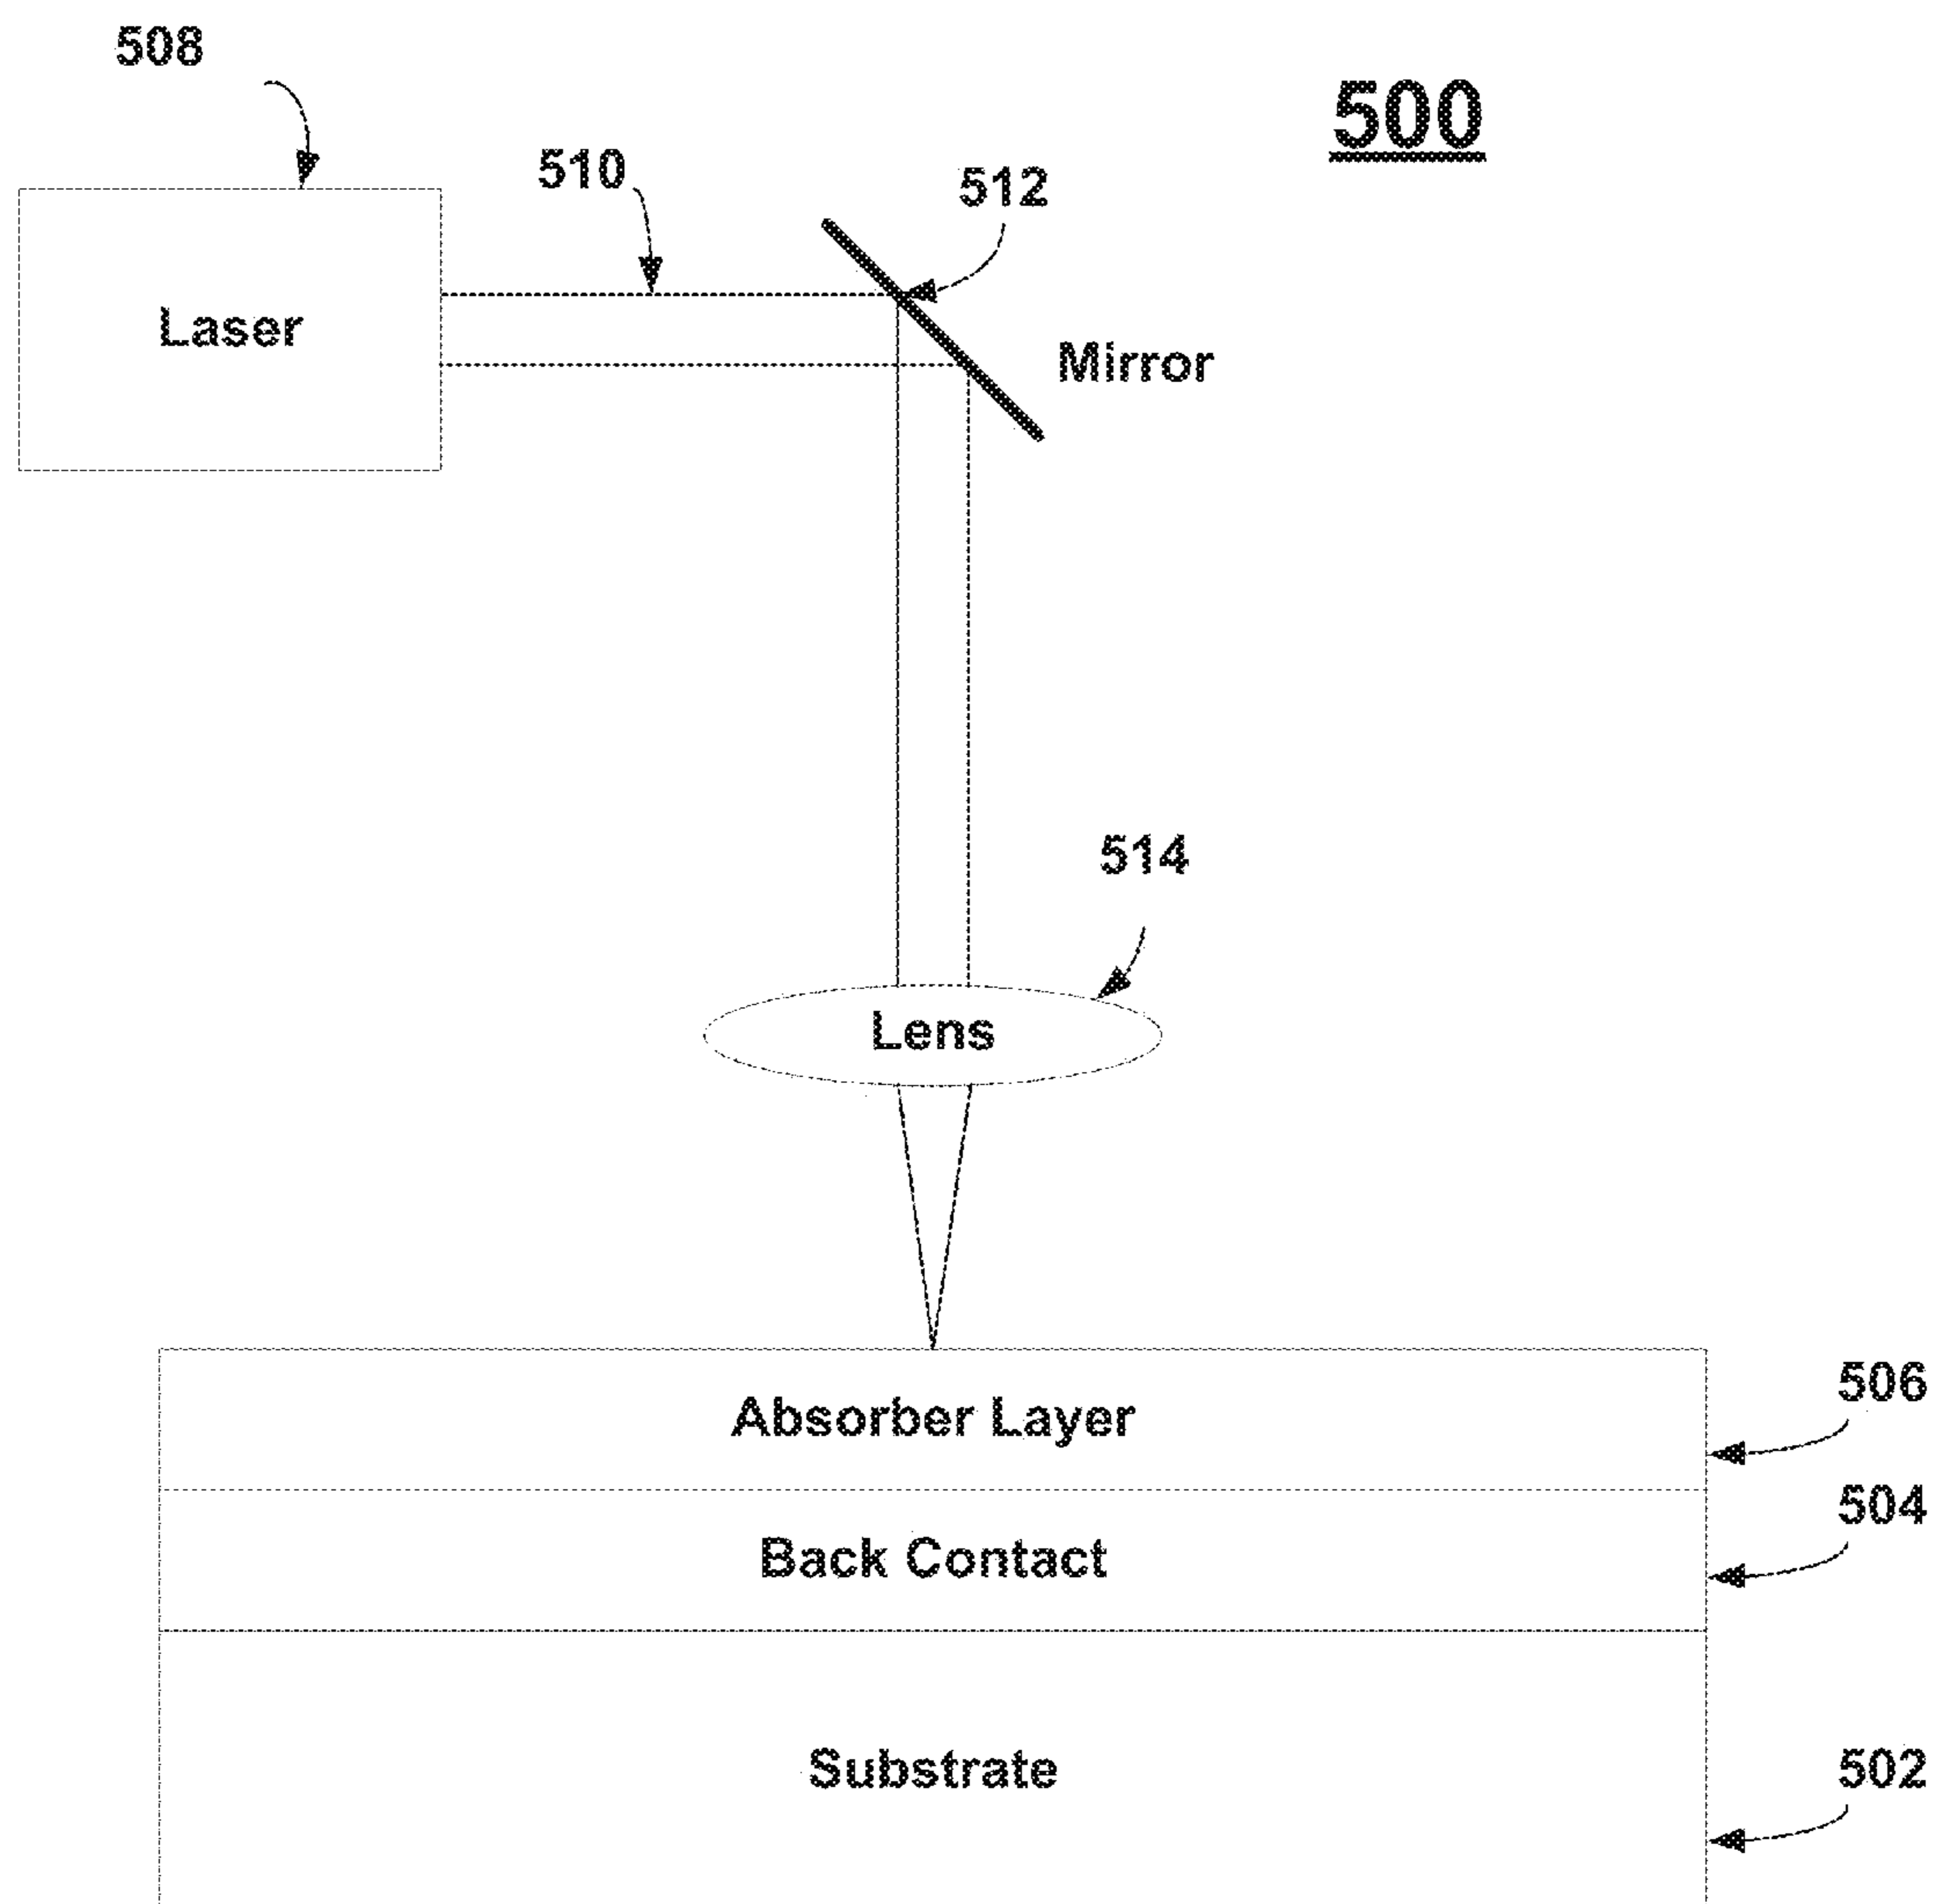 508
500
510
512
Laser
Mirror
514
Lens
506
Absorber Layer
504
Back Contact
502
Substrate